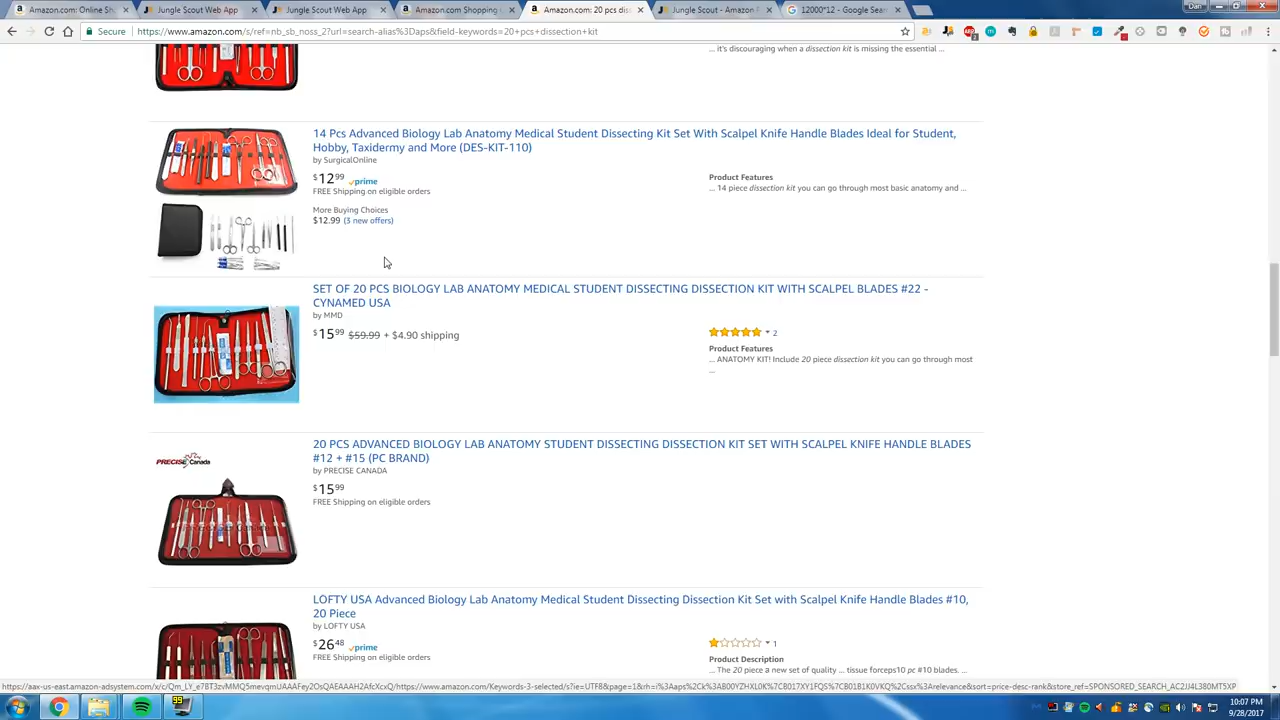 Amazon.com: Online Sh
Jungle Scout Web App
Jungle Scout Web App
Amazon.com Shopping
Amazon.com: 20 pcs dis
Jungle Scout - Amazon
12000*12 - Google Sear
Dan
Secure
https://www.amazon.com/s/ref=nb_sb_noss_2?url=search-alias%3Daps&field-keywords=20+pcs+dissection+kit
... it's discouraging when a dissection kit is missing the essential ...
14 Pcs Advanced Biology Lab Anatomy Medical Student Dissecting Kit Set With Scalpel Knife Handle Blades Ideal for Student,
Hobby, Taxidermy and More (DES-KIT-110)
by SurgicalOnline
$12 99 prime
FREE Shipping on eligible orders
More Buying Choices
$12.99 (3 new offers)
Product Features
... 14 piece dissection kit you can go through most basic anatomy and ...
SET OF 20 PCS BIOLOGY LAB ANATOMY MEDICAL STUDENT DISSECTING DISSECTION KIT WITH SCALPEL BLADES #22 -
CYNAMED USA
by MMD
$15 99 $59.99 + $4.90 shipping
2
Product Features
... ANATOMY KIT! Include 20 piece dissection kit you can go through most
...
PRECISE Canada
20 PCS ADVANCED BIOLOGY LAB ANATOMY STUDENT DISSECTING DISSECTION KIT SET WITH SCALPEL KNIFE HANDLE BLADES
#12 + #15 (PC BRAND)
by PRECISE CANADA
$15 99
FREE Shipping on eligible orders
LOFTY USA Advanced Biology Lab Anatomy Medical Student Dissecting Dissection Kit Set with Scalpel Knife Handle Blades #10,
20 Piece
by LOFTY USA
$26 48 prime
FREE Shipping on eligible orders
1
Product Description
... The 20 piece a new set of quality ... tissue forceps10 pc #10 blades. ...
10:07 PM
9/28/2017